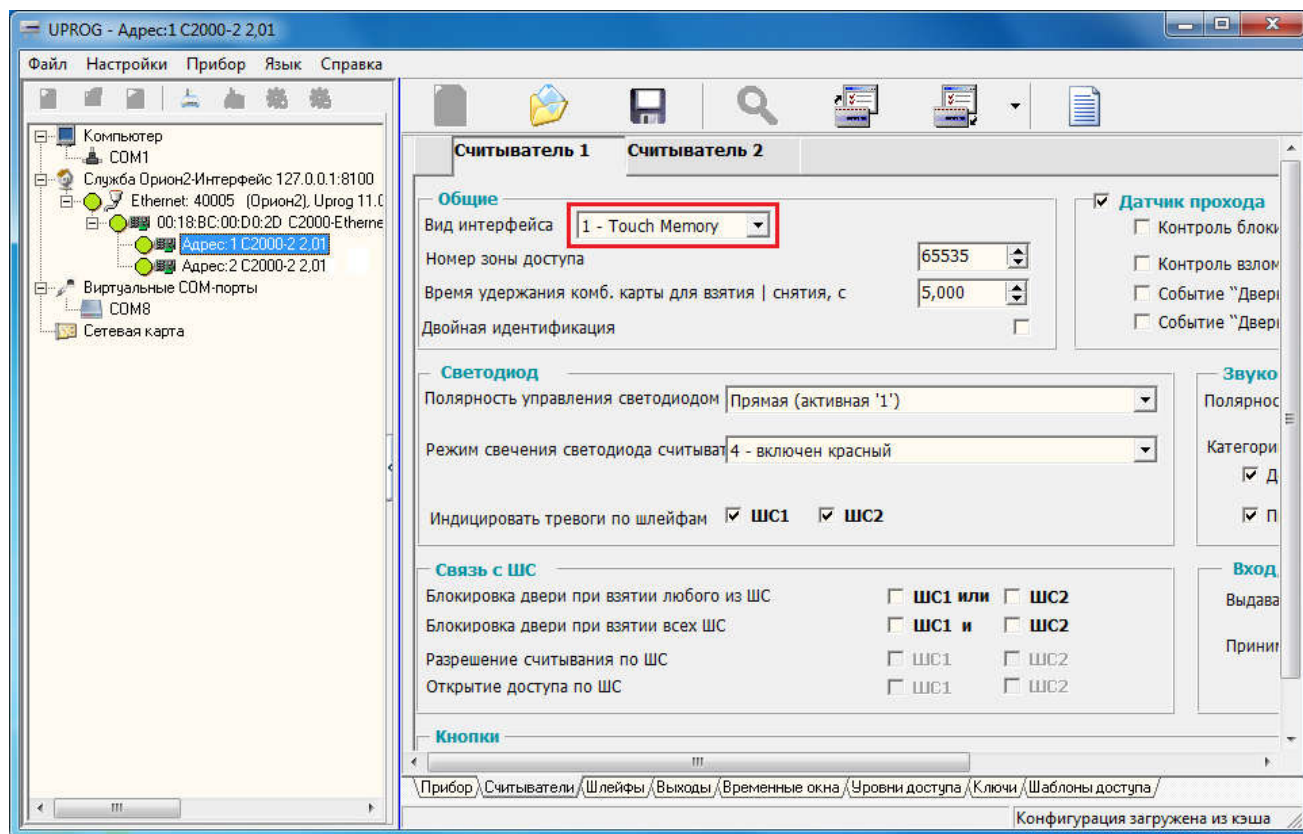 UPROG - Адрес:1 С2000-2 2,01
Файл Настройки Прибор Язык Справка
Компьютер
COM1
Служба Орион2-Интерфейс 127.0.0.1:8100
Ethernet: 40005 (Орион2), Uprog 11.0
00:18:BC:00:D0:2D C2000-Etherne
Адрес:1 С2000-2 2,01
Адрес:2 С2000-2 2,01
Виртуальные COM-порты
COM8
Сетевая карта
Считыватель 1 Считыватель 2
Общие
Вид интерфейса 1 - Touch Memory
Номер зоны доступа 65535
Время удержания комб. карты для взятия | снятия, с 5,000
Двойная идентификация
Датчик прохода
Контроль блоки
Контроль взлом
Событие "Двери
Событие "Двери
Светодиод
Полярность управления светодиодом Прямая (активная '1')
Режим свечения светодиода считыват 4 - включен красный
Индицировать тревоги по шлейфам ШС1 ШС2
Звуко
Полярнос
Категори
Д
П
Связь с ШС
Блокировка двери при взятии любого из ШС ШС1 или ШС2
Блокировка двери при взятии всех ШС ШС1 и ШС2
Разрешение считывания по ШС ШС1 ШС2
Открытие доступа по ШС ШС1 ШС2
Вход,
Выдава
Приним
Кнопки
Прибор Считыватели Шлейфы Выходы Временные окна Уровни доступа Ключи Шаблоны доступа
Конфигурация загружена из кэша